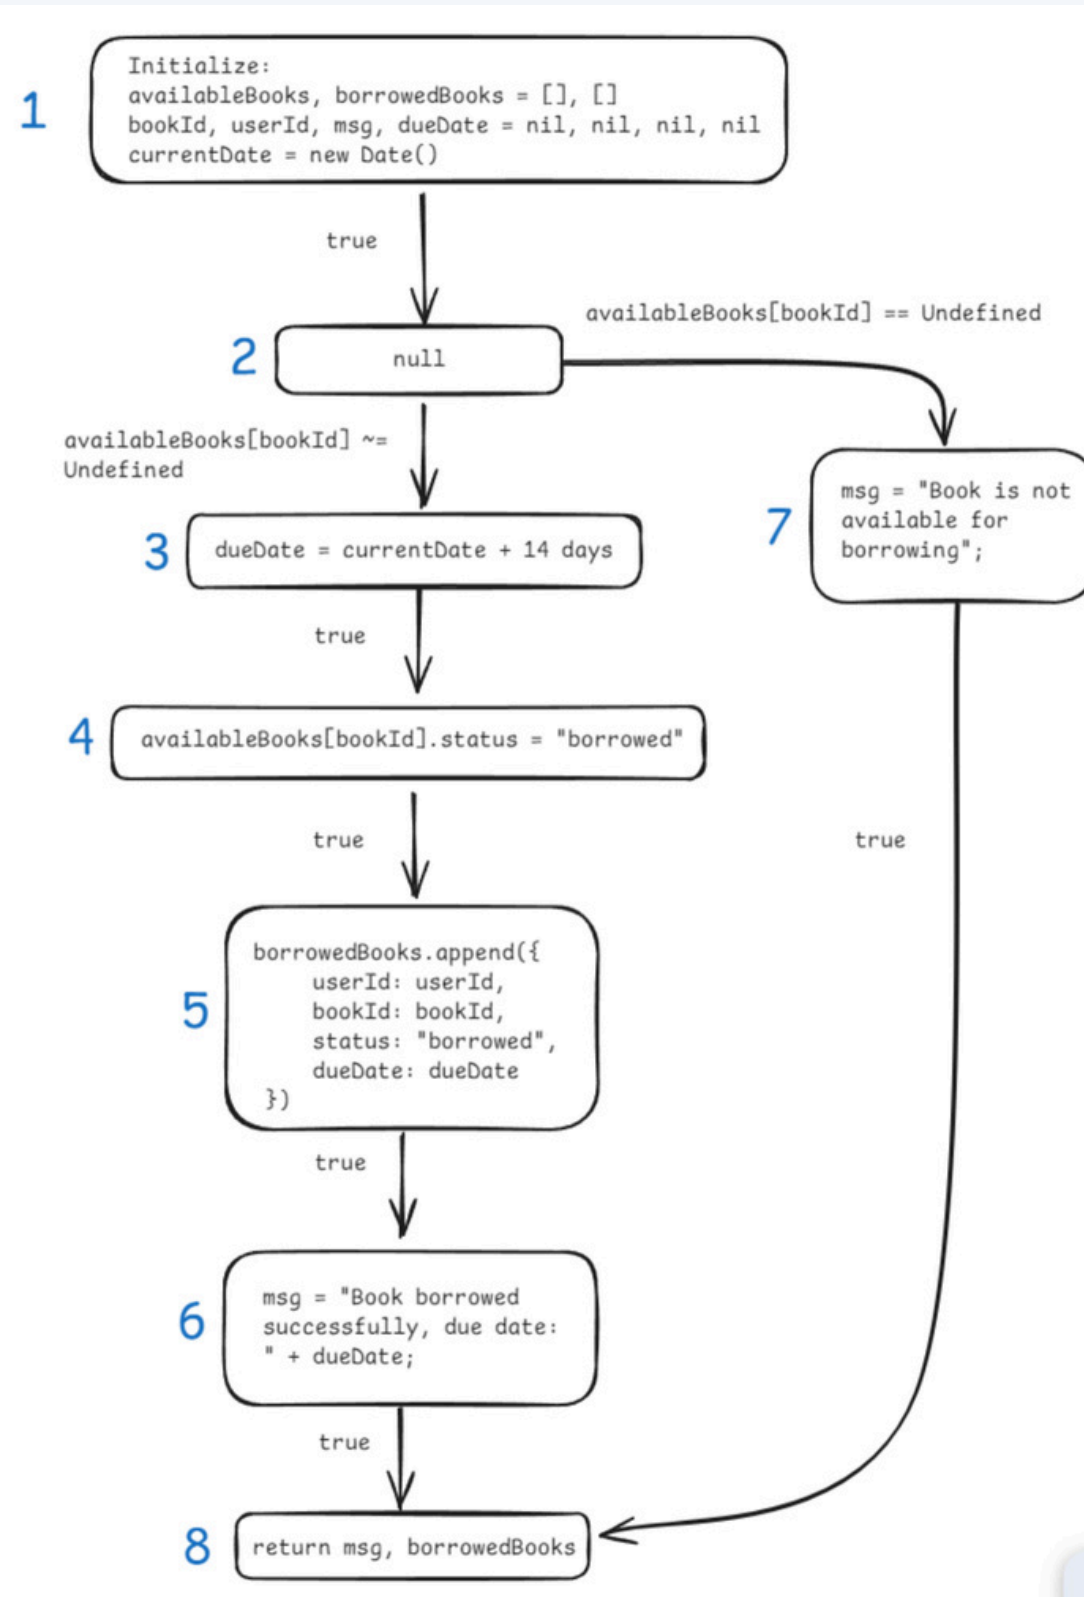 1
Initialize:
availableBooks, borrowedBooks = [], []
bookId, userId, msg, dueDate = nil, nil, nil, nil
currentDate = new Date()
true
availableBooks[bookId] == Undefined
2
null
availableBooks[bookId] ~=
Undefined
7
msg = "Book is not
available for
borrowing";
3
dueDate = currentDate + 14 days
true
4
availableBooks[bookId].status = "borrowed"
true
true
5
borrowedBooks.append({
userId: userId,
bookId: bookId,
status: "borrowed",
dueDate: dueDate
})
true
6
msg = "Book borrowed
successfully, due date:
" + dueDate;
true
8
return msg, borrowedBooks